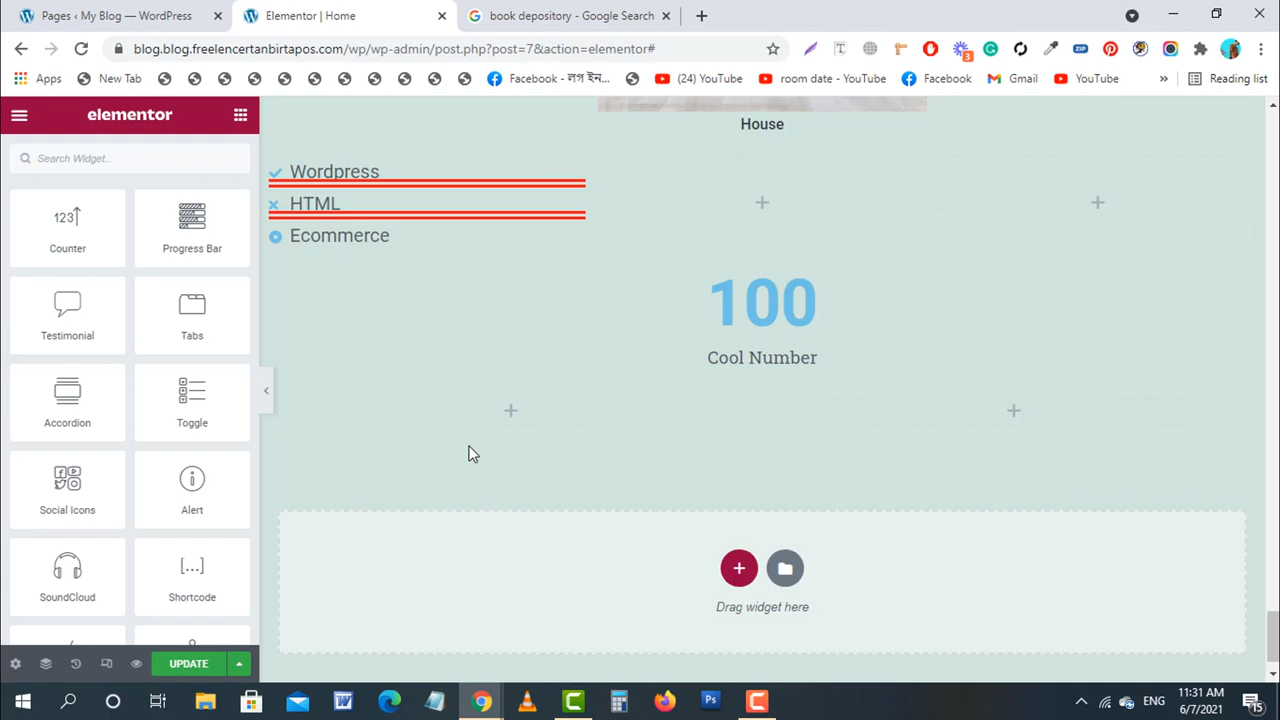 Pages ‹ My Blog — WordPress
Elementor | Home
book depository - Google Search
blog.blog.freelencertanbirtapos.com/wp/wp-admin/post.php?post=7&action=elementor#
Apps
New Tab
Facebook - লগ ইন...
(24) YouTube
room date - YouTube
Facebook
Gmail
YouTube
»
Reading list
elementor
Search Widget...
Counter
Progress Bar
Testimonial
Tabs
Accordion
Toggle
Social Icons
Alert
SoundCloud
Shortcode
UPDATE
House
Wordpress
HTML
Ecommerce
100
Cool Number
Drag widget here
ENG
11:31 AM
6/7/2021
15